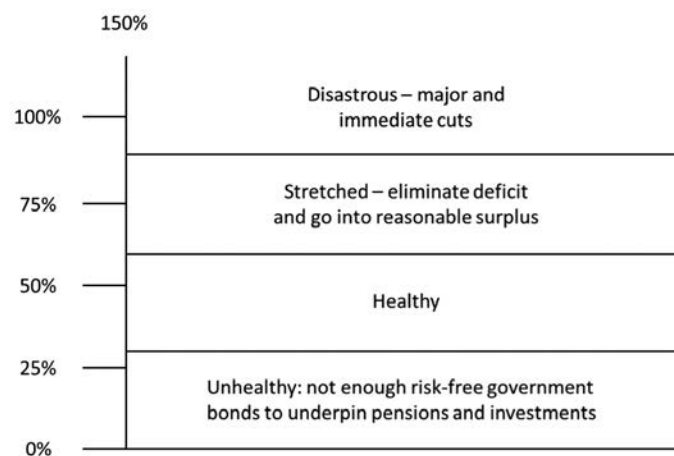 150%
Disastrous – major and
immediate cuts
100%
Stretched – eliminate deficit
and go into reasonable surplus
75%
50%
Healthy
25%
Unhealthy: not enough risk-free government
bonds to underpin pensions and investments
0%